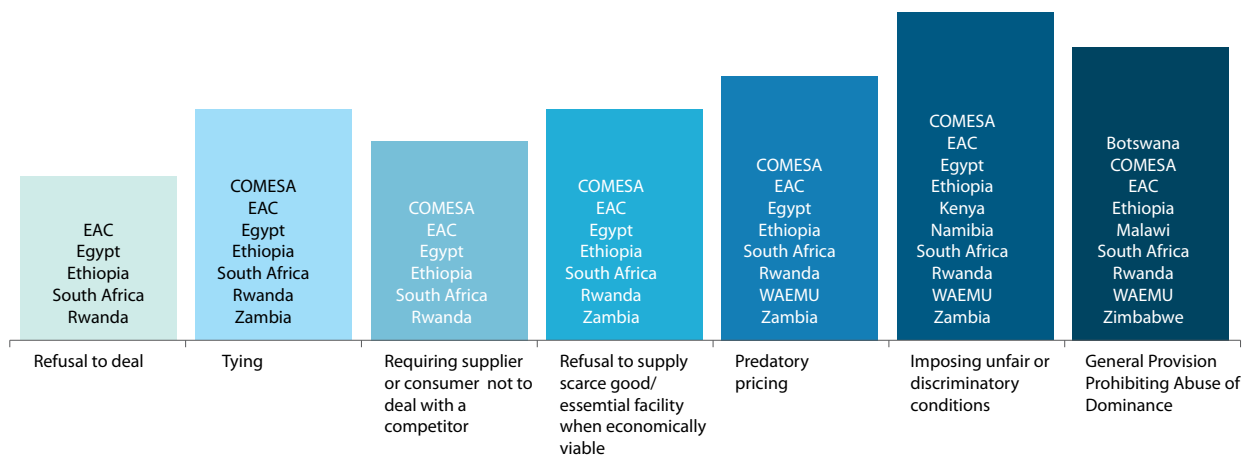 EAC
Egypt
Ethiopia
South Africa
Rwanda
Refusal to deal
COMESA
EAC
Egypt
Ethiopia
South Africa
Rwanda
Zambia
Tying
COMESA
EAC
Egypt
Ethiopia
South Africa
Rwanda
Requiring supplier
or consumer not to
deal with a
competitor
COMESA
EAC
Egypt
Ethiopia
South Africa
Rwanda
Zambia
Refusal to supply
scarce good/
essemtial facility
when economically
viable
COMESA
EAC
Egypt
Ethiopia
South Africa
Rwanda
WAEMU
Zambia
Predatory
pricing
COMESA
EAC
Egypt
Ethiopia
Kenya
Namibia
South Africa
Rwanda
WAEMU
Zambia
Imposing unfair or
discriminatory
conditions
Botswana
COMESA
EAC
Ethiopia
Malawi
South Africa
Rwanda
WAEMU
Zimbabwe
General Provision
Prohibiting Abuse of
Dominance